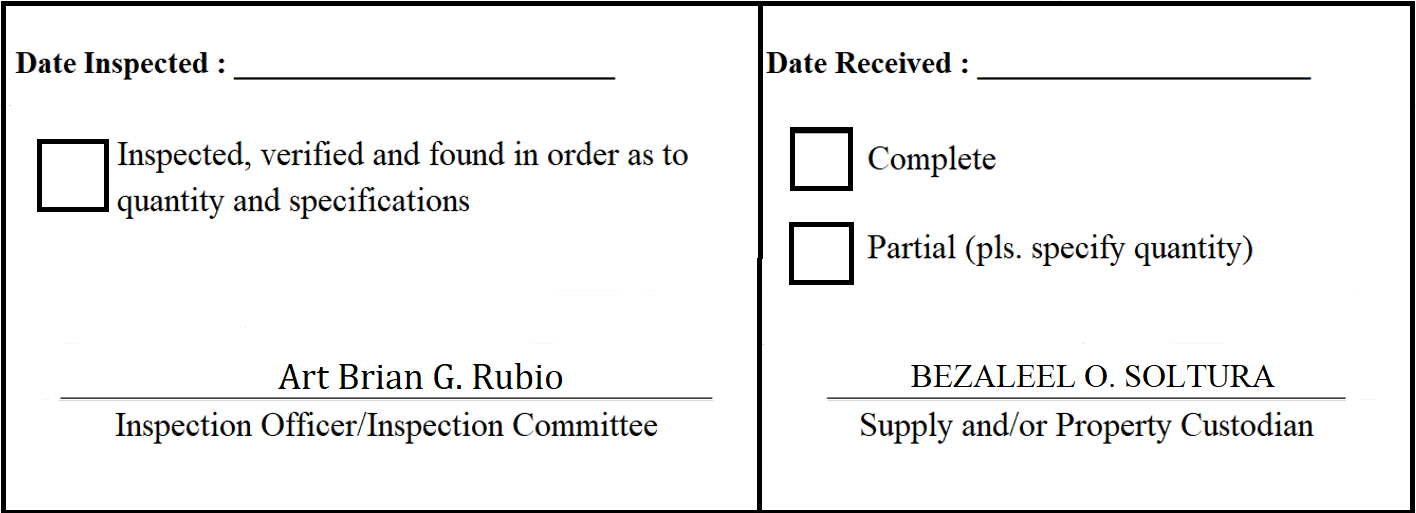 Date Inspected : ________________________
Inspected, verified and found in order as to
quantity and specifications
Art Brian G. Rubio
Inspection Officer/Inspection Committee
Date Received : _____________________
Complete
Partial (pls. specify quantity)
BEZALEEL O. SOLTURA
Supply and/or Property Custodian